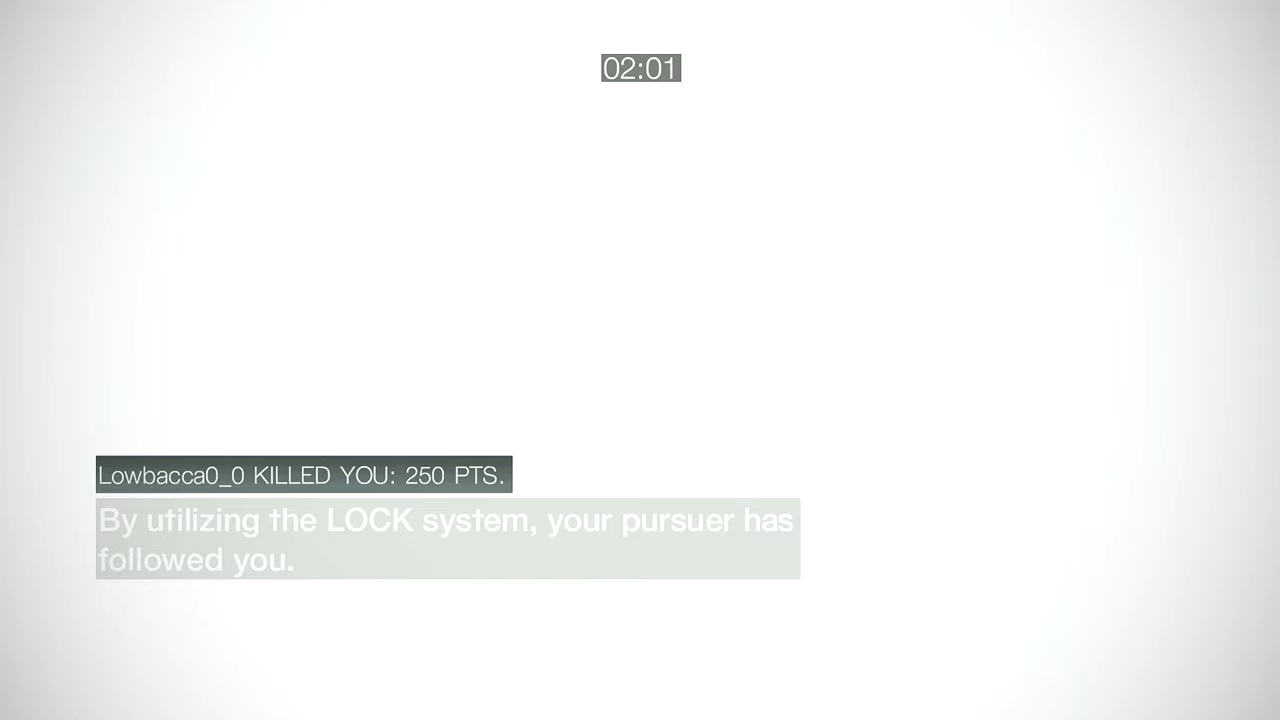 02:01
Lowbacca0_0 KILLED YOU: 250 PTS.
By utilizing the LOCK system, your pursuer has
followed you.